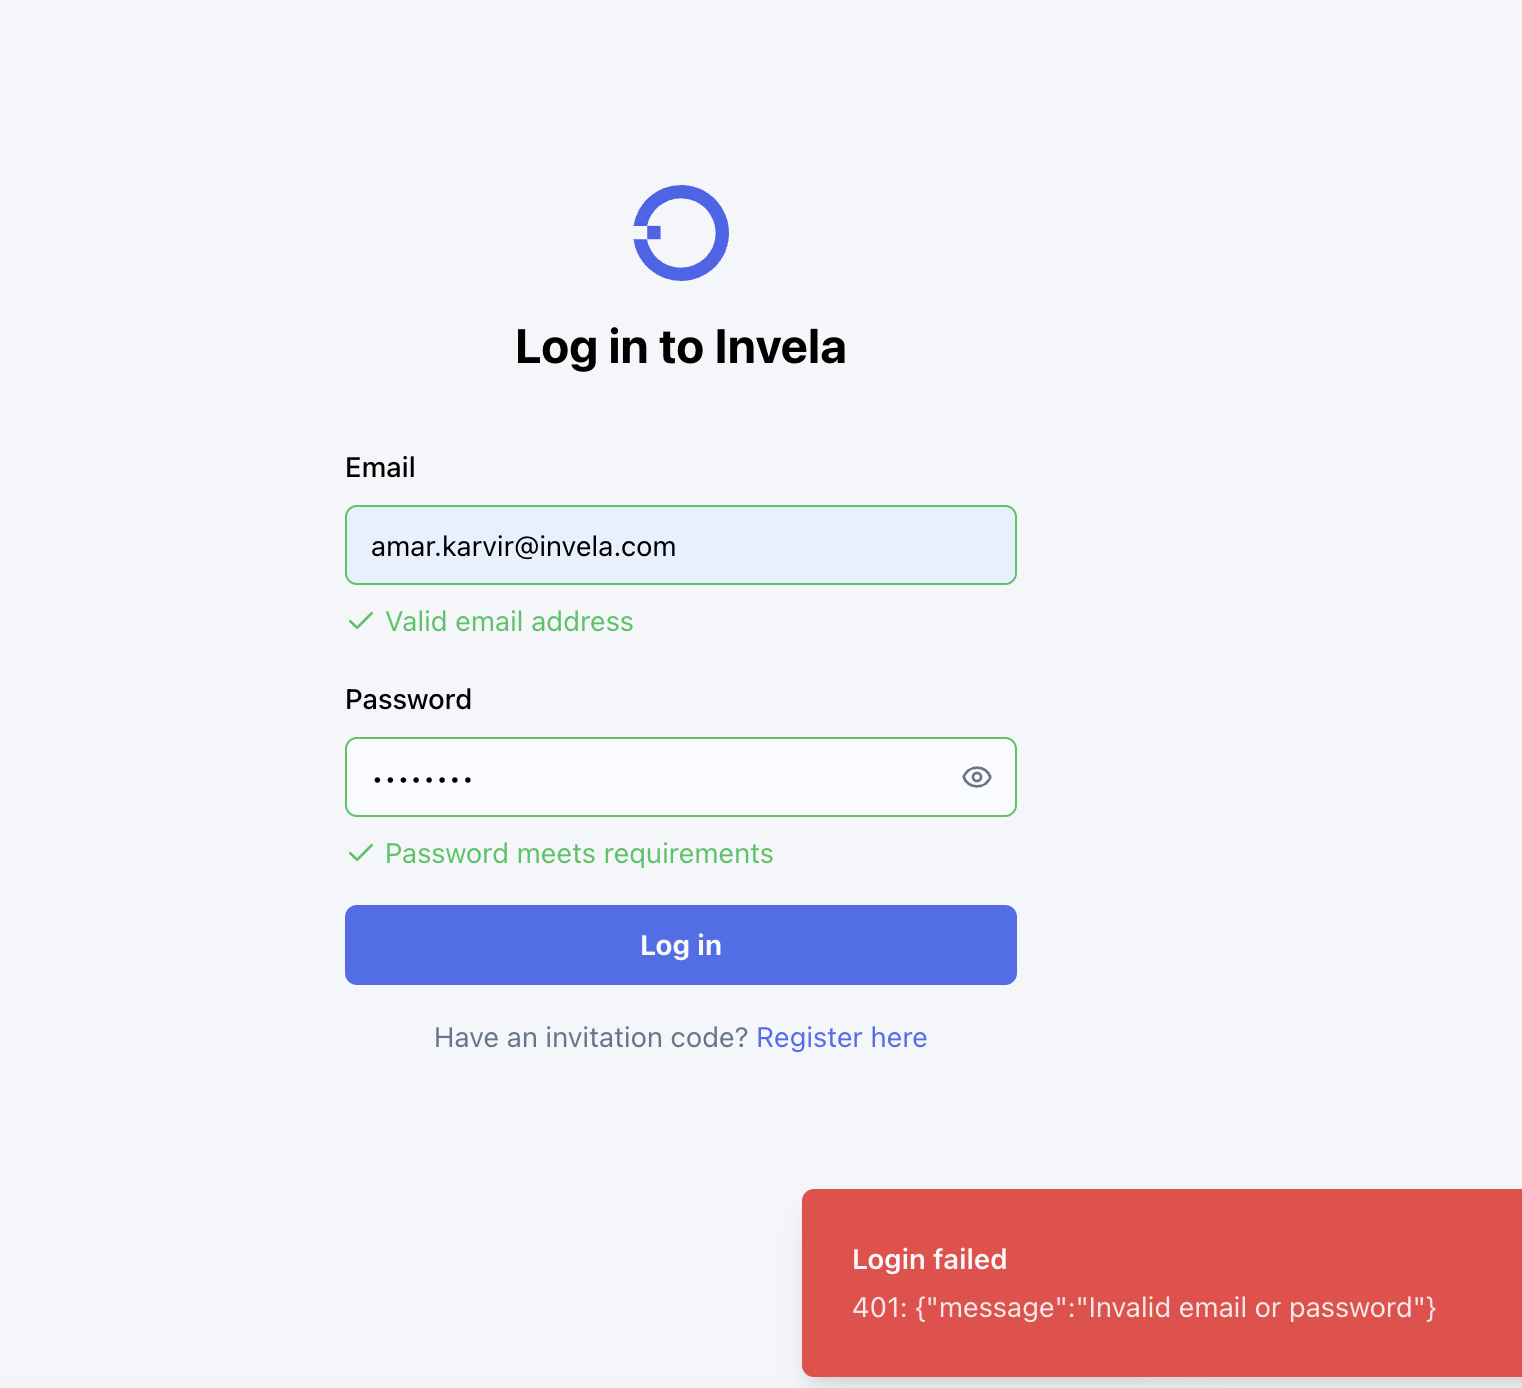 Log in to Invela
Email
amar.karvir@invela.com
Valid email address
Password
••••••••
Password meets requirements
Log in
Have an invitation code? Register here
Login failed
401: {"message":"Invalid email or password"}